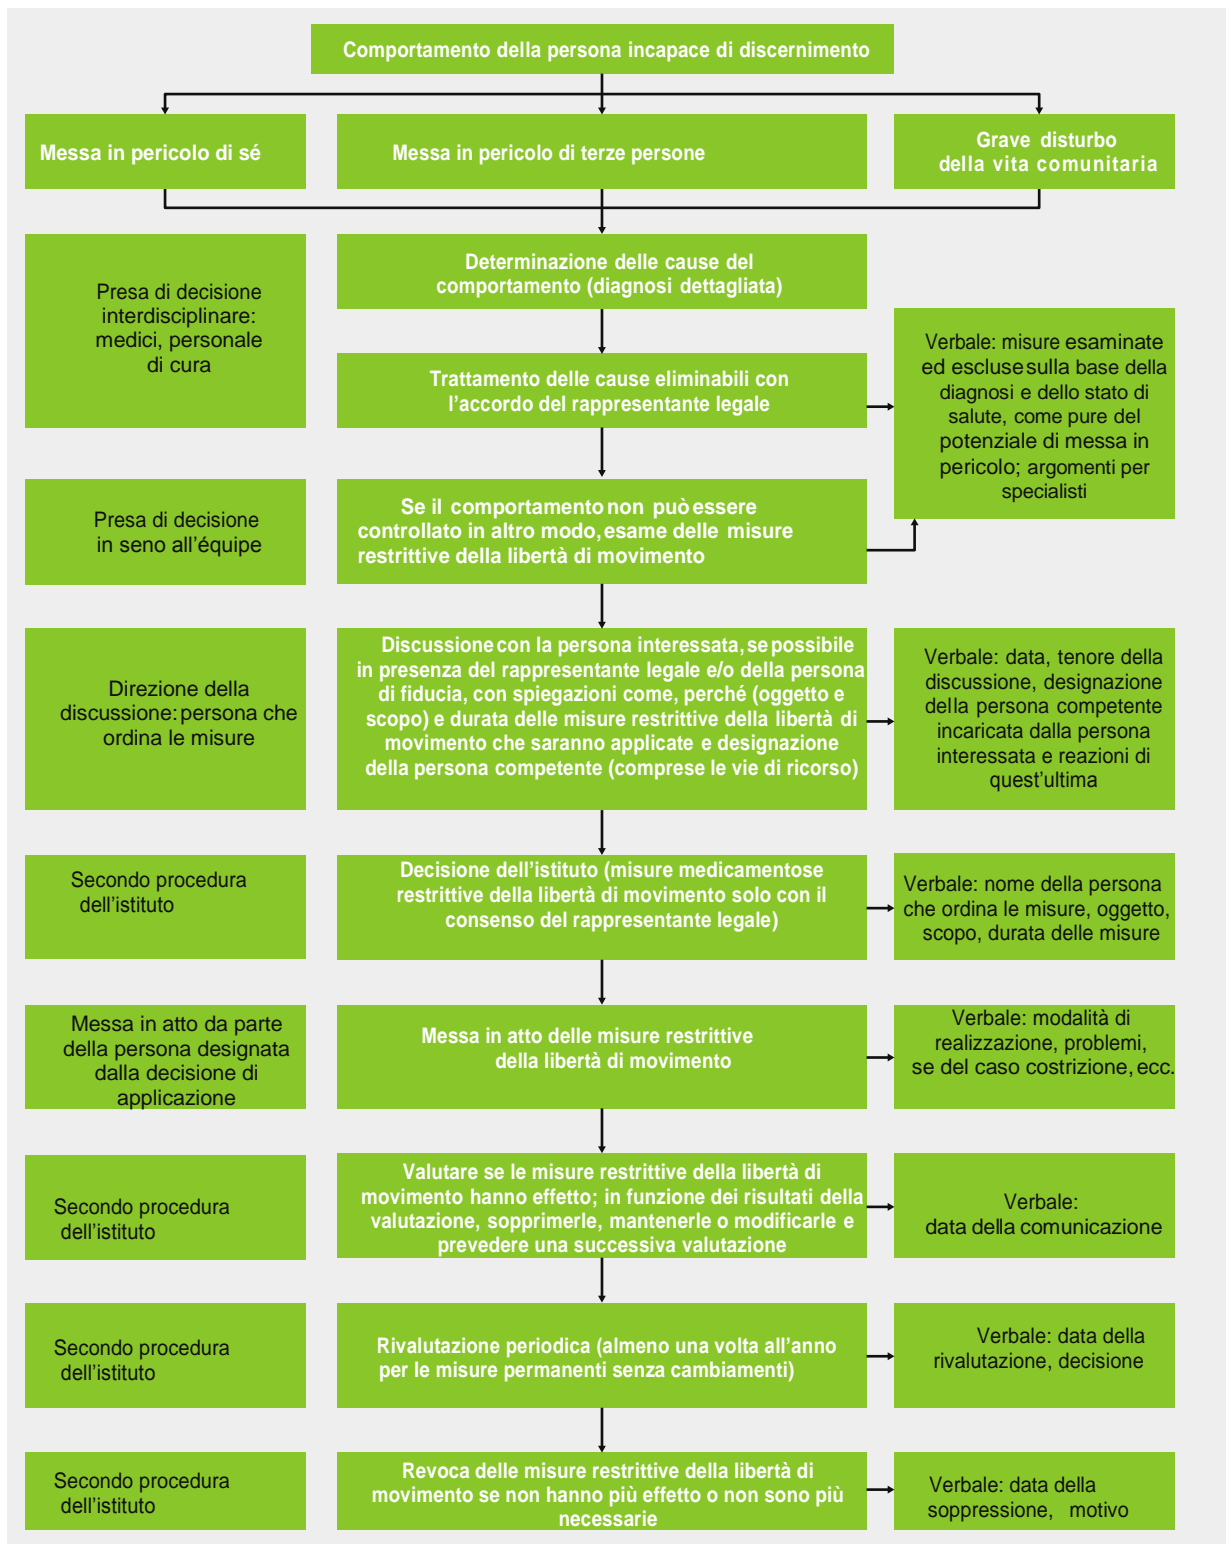 Comportamento della persona incapace di discernimento
Messa in pericolo di sé
Messa in pericolo di terze persone
Grave disturbo
della vita comunitaria
Presa di decisione
interdisciplinare:
medici, personale
di cura
Determinazione delle cause del
comportamento (diagnosi dettagliata)
Trattamento delle cause eliminabili con
l'accordo del rappresentante legale
Verbale: misure esaminate
ed escluse sulla base della
diagnosi e dello stato di
salute, come pure del
potenziale di messa in
pericolo; argomenti per
specialisti
Presa di decisione
in seno all'équipe
Se il comportamento non può essere
controllato in altro modo, esame delle misure
restrittive della libertà di movimento
Direzione della
discussione: persona che
ordina le misure
Discussione con la persona interessata, se possibile
in presenza del rappresentante legale e/o della persona
di fiducia, con spiegazioni come, perché (oggetto e
scopo) e durata delle misure restrittive della libertà di
movimento che saranno applicate e designazione
della persona competente (comprese le vie di ricorso)
Verbale: data, tenore della
discussione, designazione
della persona competente
incaricata dalla persona
interessata e reazioni di
quest'ultima
Secondo procedura
dell'istituto
Decisione dell'istituto (misure medicamentose
restrittive della libertà di movimento solo con il
consenso del rappresentante legale)
Verbale: nome della persona
che ordina le misure, oggetto,
scopo, durata delle misure
Messa in atto da parte
della persona designata
dalla decisione di
applicazione
Messa in atto delle misure restrittive
della libertà di movimento
Verbale: modalità di
realizzazione, problemi,
se del caso costrizione, ecc.
Secondo procedura
dell'istituto
Valutare se le misure restrittive della libertà di
movimento hanno effetto; in funzione dei risultati della
valutazione, sopprimerle, mantenerle o modificarle e
prevedere una successiva valutazione
Verbale:
data della comunicazione
Secondo procedura
dell'istituto
Rivalutazione periodica (almeno una volta all'anno
per le misure permanenti senza cambiamenti)
Verbale: data della
rivalutazione, decisione
Secondo procedura
dell'istituto
Revoca delle misure restrittive della libertà di
movimento se non hanno più effetto o non sono più
necessarie
Verbale: data della
soppressione, motivo